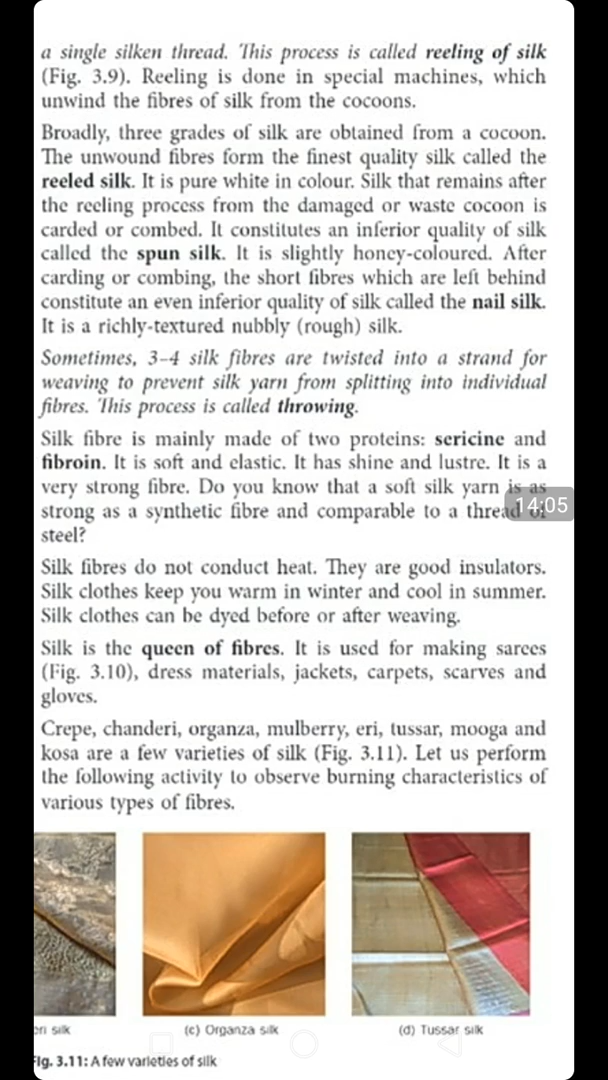 a single silken thread. This process is called reeling of silk
(Fig. 3.9). Reeling is done in special machines, which
unwind the fibres of silk from the cocoons.
Broadly, three grades of silk are obtained from a cocoon.
The unwound fibres form the finest quality silk called the
reeled silk. It is pure white in colour. Silk that remains after
the reeling process from the damaged or waste cocoon is
carded or combed. It constitutes an inferior quality of silk
called the spun silk. It is slightly honey-coloured. After
carding or combing, the short fibres which are left behind
constitute an even inferior quality of silk called the nail silk.
It is a richly-textured nubbly (rough) silk.
Sometimes, 3–4 silk fibres are twisted into a strand for
weaving to prevent silk yarn from splitting into individual
fibres. This process is called throwing.
Silk fibre is mainly made of two proteins: sericine and
fibroin. It is soft and elastic. It has shine and lustre. It is a
very strong fibre. Do you know that a soft silk yarn is as
strong as a synthetic fibre and comparable to a thread of
14:05
steel?
Silk fibres do not conduct heat. They are good insulators.
Silk clothes keep you warm in winter and cool in summer.
Silk clothes can be dyed before or after weaving.
Silk is the queen of fibres. It is used for making sarees
(Fig. 3.10), dress materials, jackets, carpets, scarves and
gloves.
Crepe, chanderi, organza, mulberry, eri, tussar, mooga and
kosa are a few varieties of silk (Fig. 3.11). Let us perform
the following activity to observe burning characteristics of
various types of fibres.
eri silk (c) Organza silk (d) Tussar silk
Fig. 3.11: A few varieties of silk